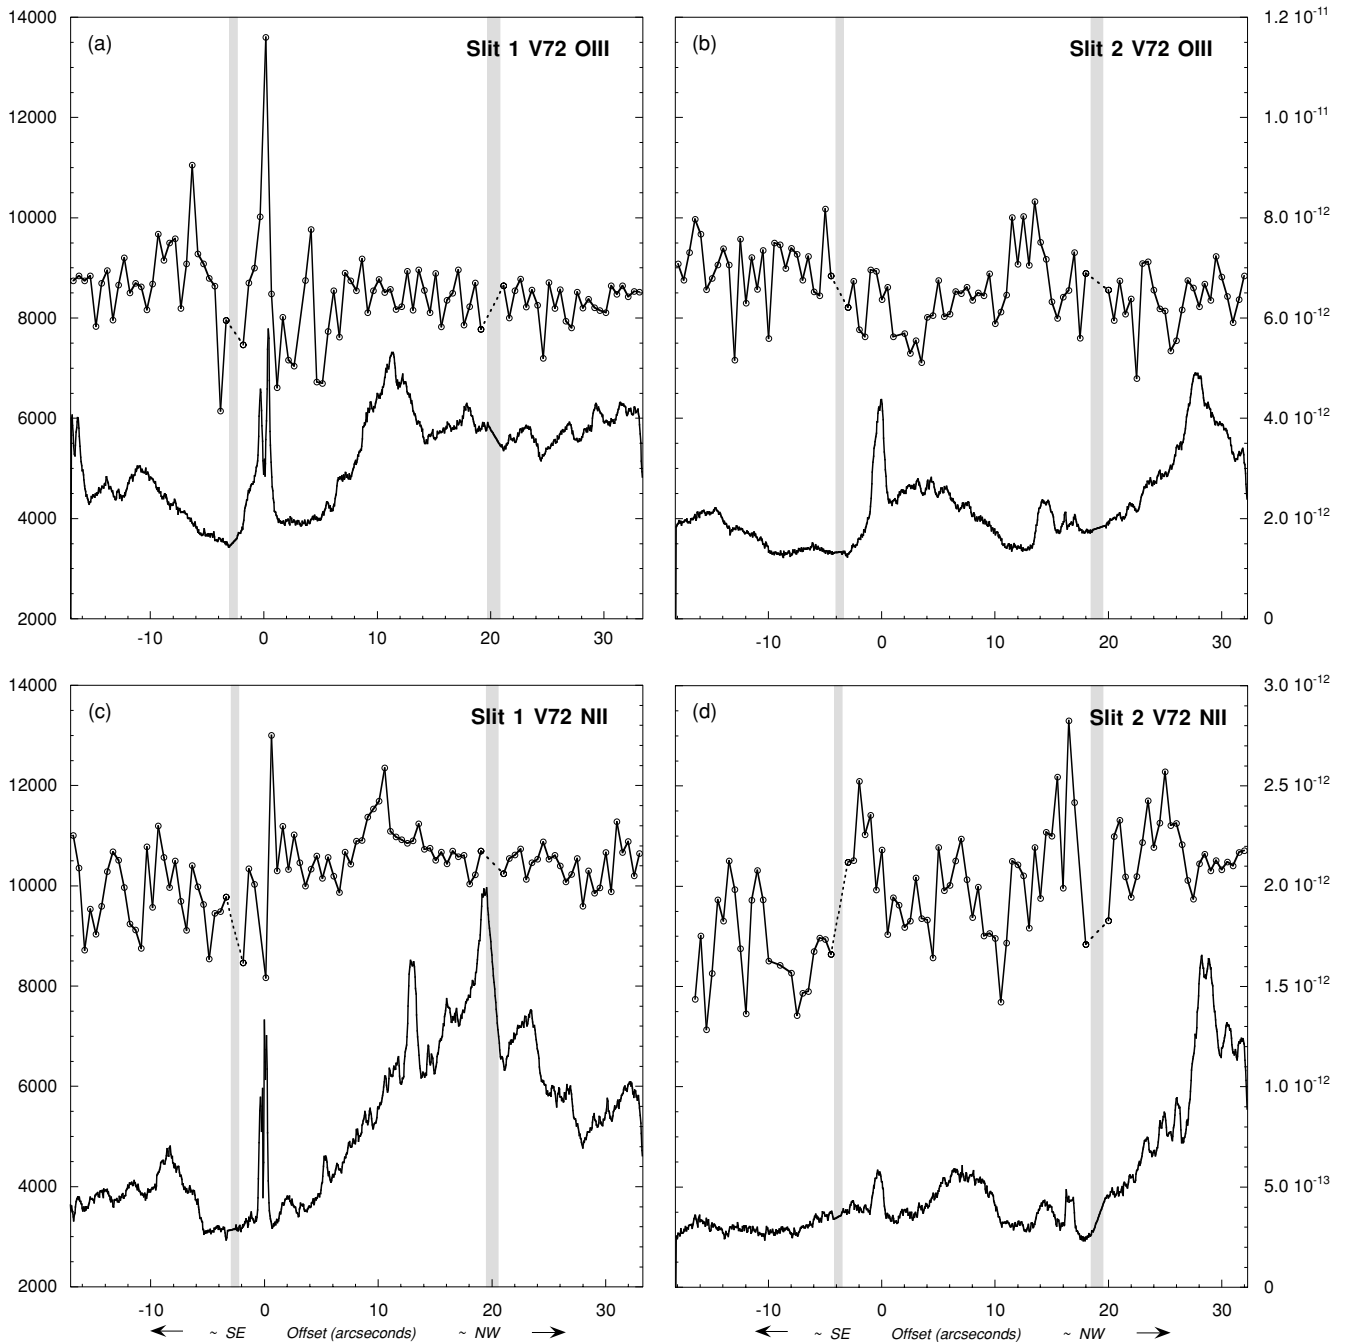 14000
12000
10000
8000
6000
4000
2000
(a)
Slit 1 V72 OIII
-10 0 10 20 30
(b)
Slit 2 V72 OIII
1.2 10-11
1.0 10-11
8.0 10-12
6.0 10-12
4.0 10-12
2.0 10-12
0
-10 0 10 20 30
14000
12000
10000
8000
6000
4000
2000
(c)
Slit 1 V72 NII
-10 0 10 20 30
~ SE Offset (arcseconds) ~ NW
(d)
Slit 2 V72 NII
3.0 10-12
2.5 10-12
2.0 10-12
1.5 10-12
1.0 10-12
5.0 10-13
0
-10 0 10 20 30
~ SE Offset (arcseconds) ~ NW